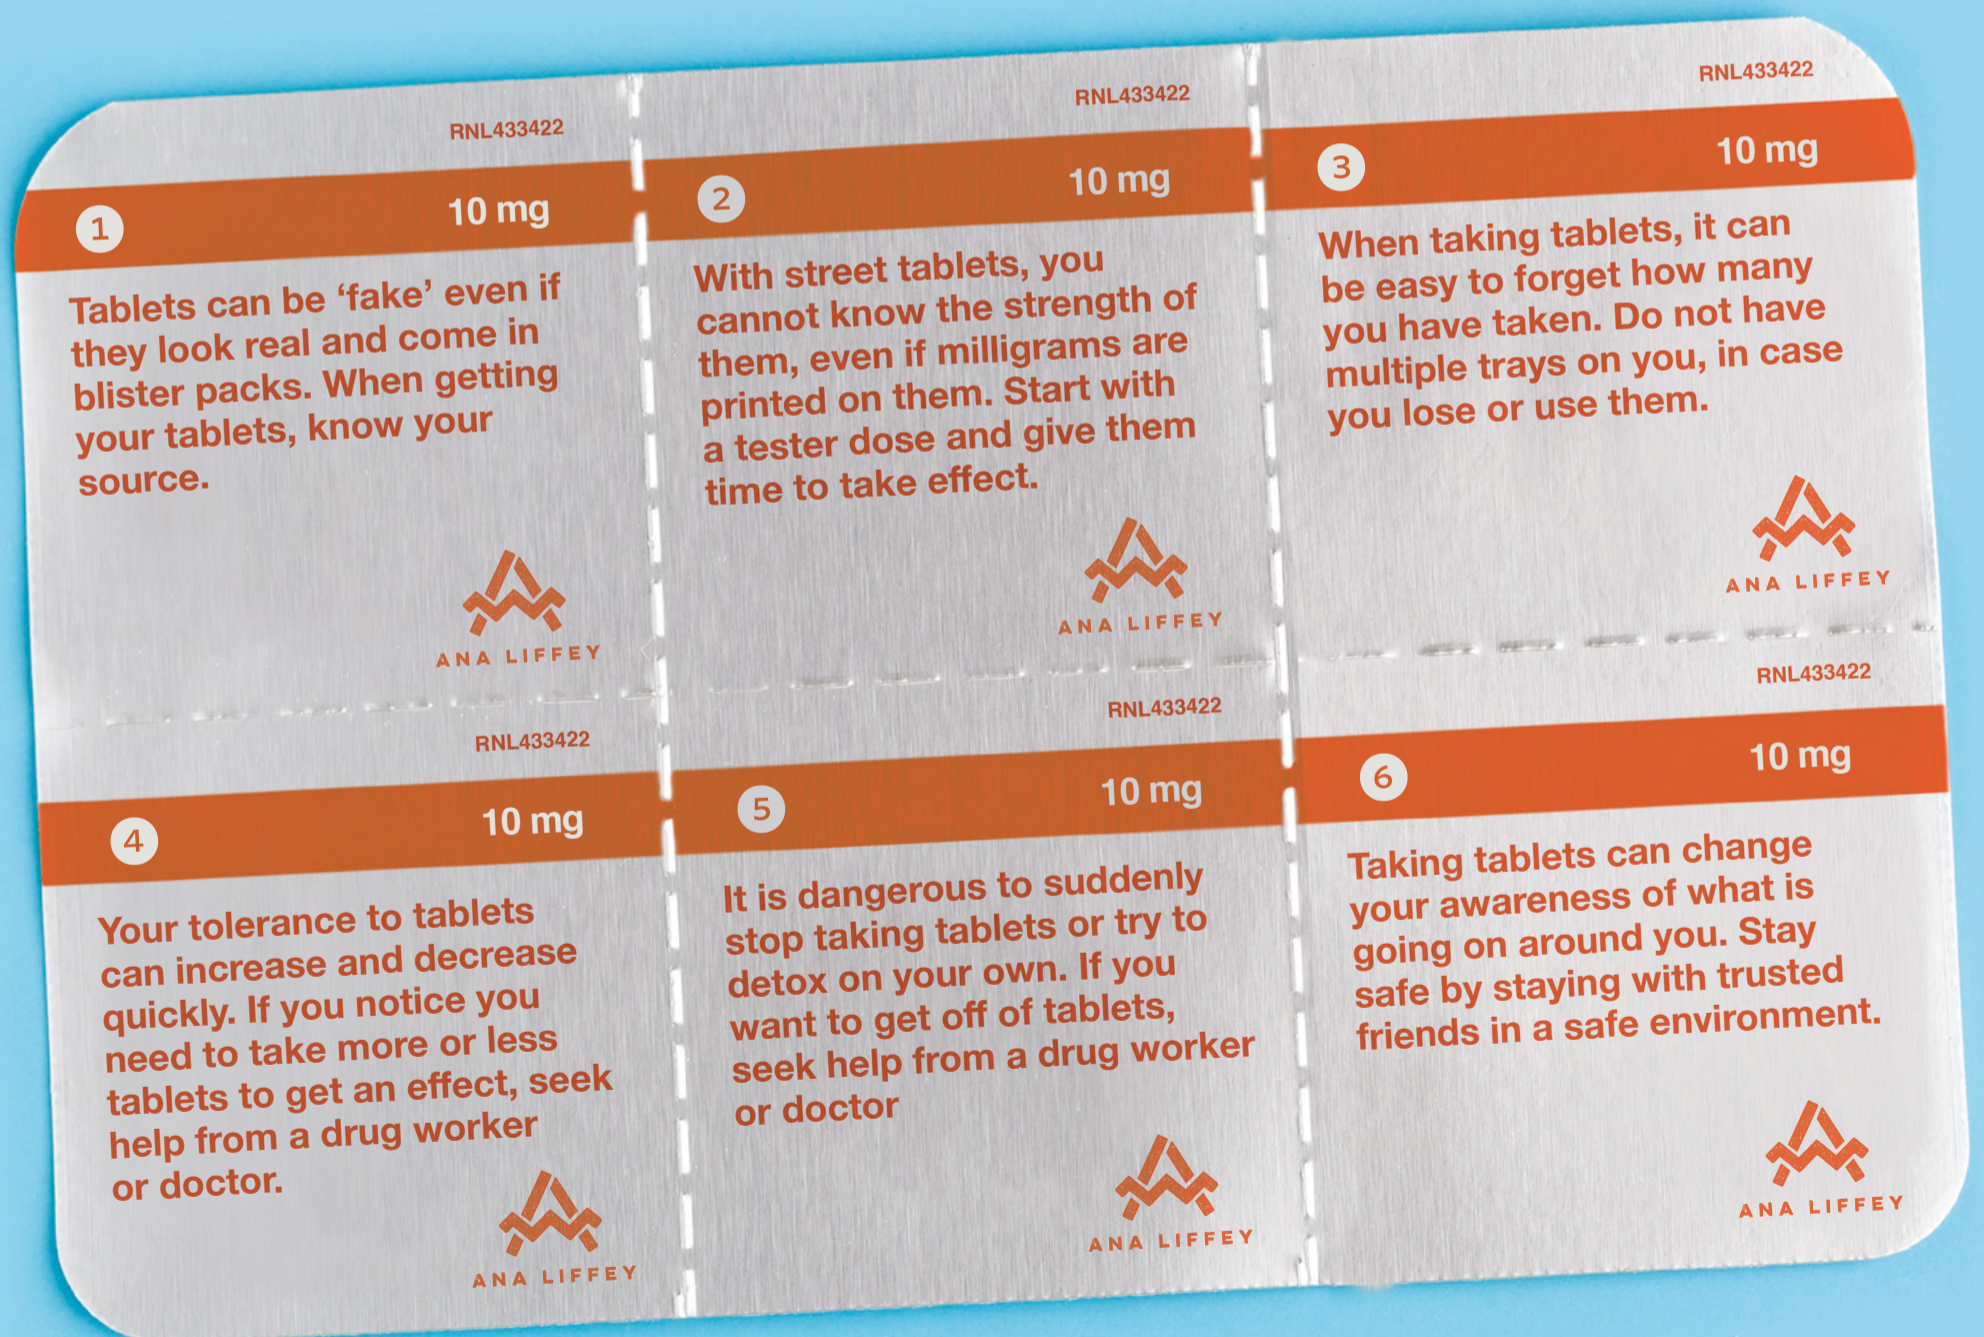 RNL433422
1 10 mg
Tablets can be ‘fake’ even if
they look real and come in
blister packs. When getting
your tablets, know your
source.
ANA LIFFEY
RNL433422
2 10 mg
With street tablets, you
cannot know the strength of
them, even if milligrams are
printed on them. Start with
a tester dose and give them
time to take effect.
ANA LIFFEY
RNL433422
3 10 mg
When taking tablets, it can
be easy to forget how many
you have taken. Do not have
multiple trays on you, in case
you lose or use them.
ANA LIFFEY
RNL433422
4 10 mg
Your tolerance to tablets
can increase and decrease
quickly. If you notice you
need to take more or less
tablets to get an effect, seek
help from a drug worker
or doctor.
ANA LIFFEY
RNL433422
5 10 mg
It is dangerous to suddenly
stop taking tablets or try to
detox on your own. If you
want to get off of tablets,
seek help from a drug worker
or doctor
ANA LIFFEY
RNL433422
6 10 mg
Taking tablets can change
your awareness of what is
going on around you. Stay
safe by staying with trusted
friends in a safe environment.
ANA LIFFEY